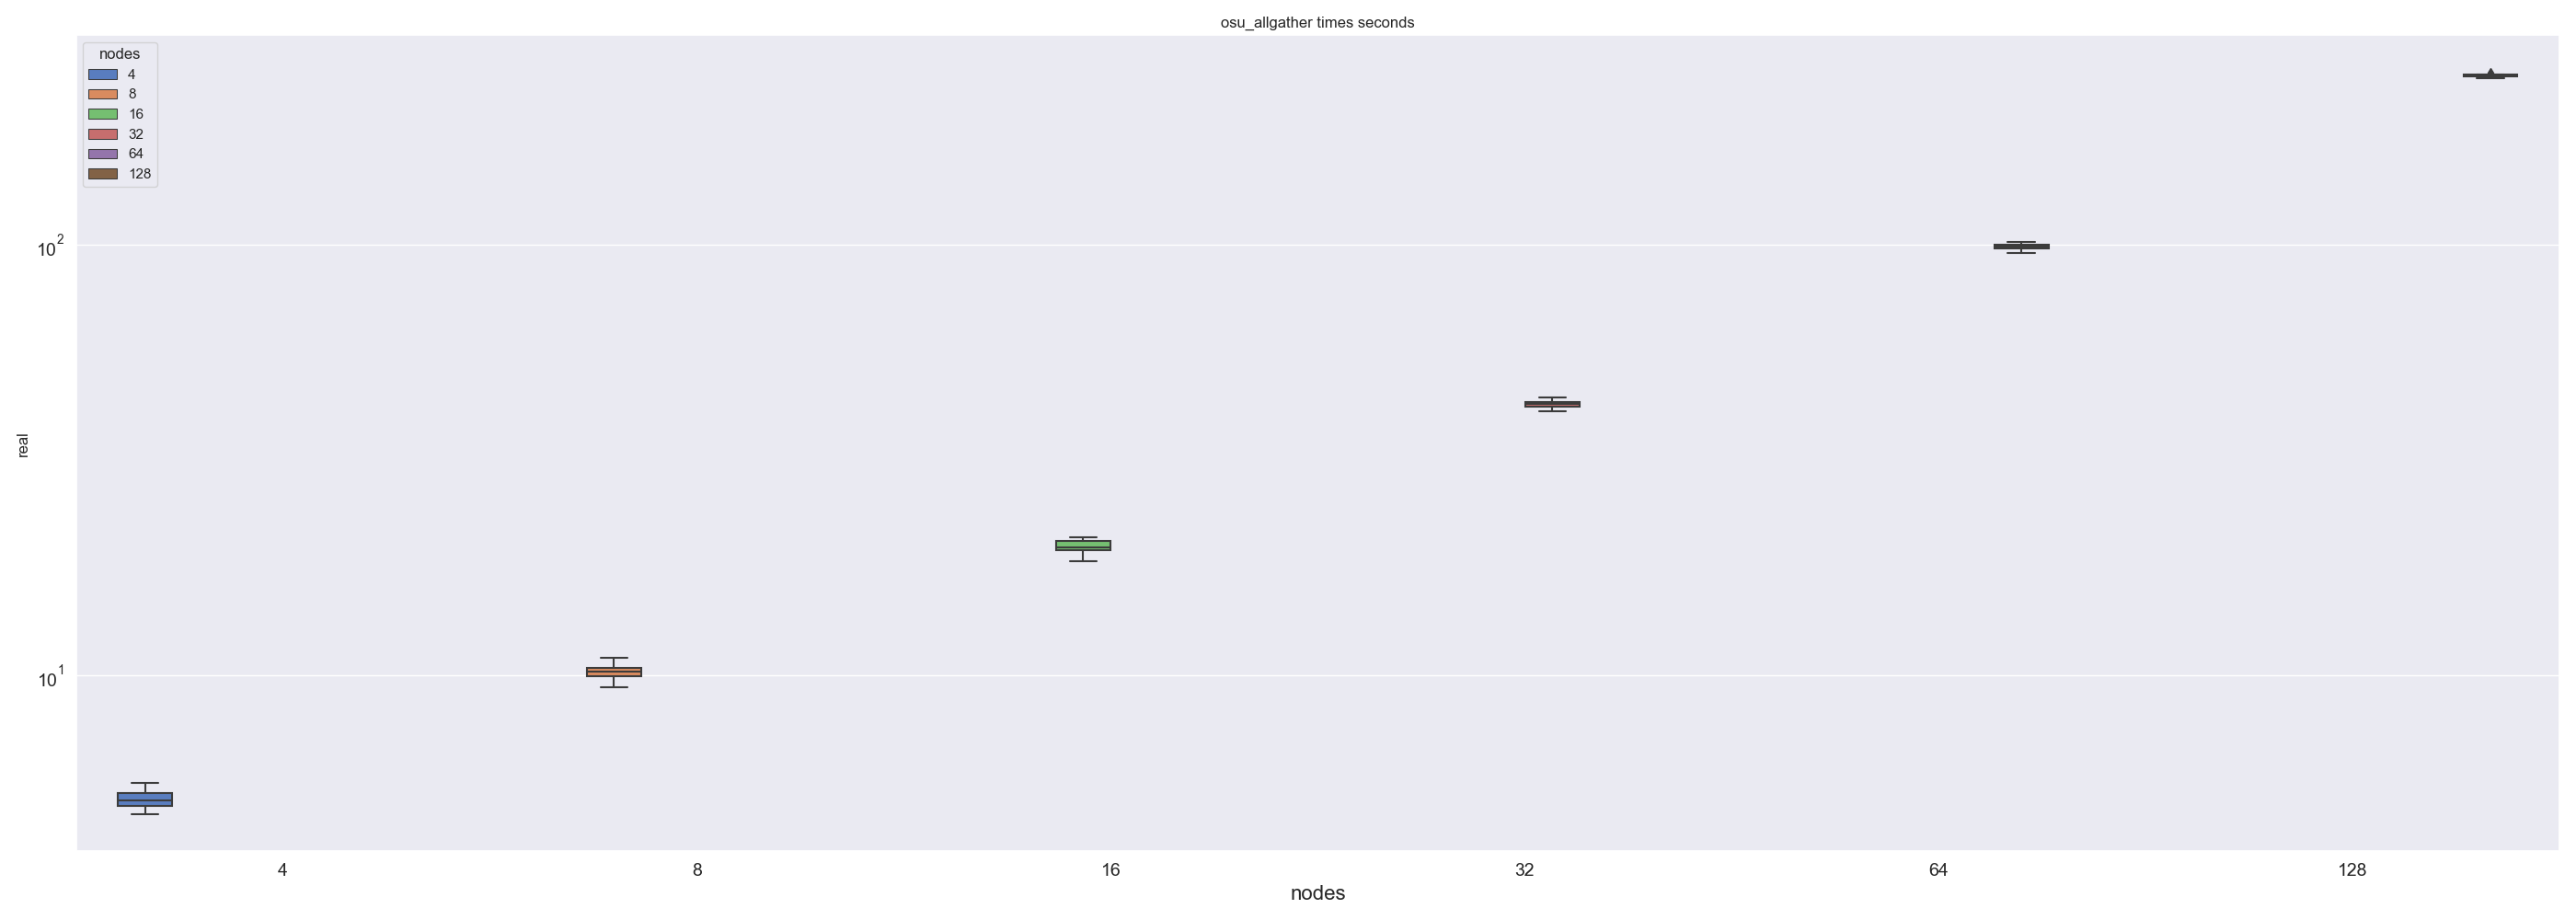 osu_allgather times seconds
nodes
4
8
16
32
64
128
10^2
10^1
real
4 8 16 32 64 128
nodes